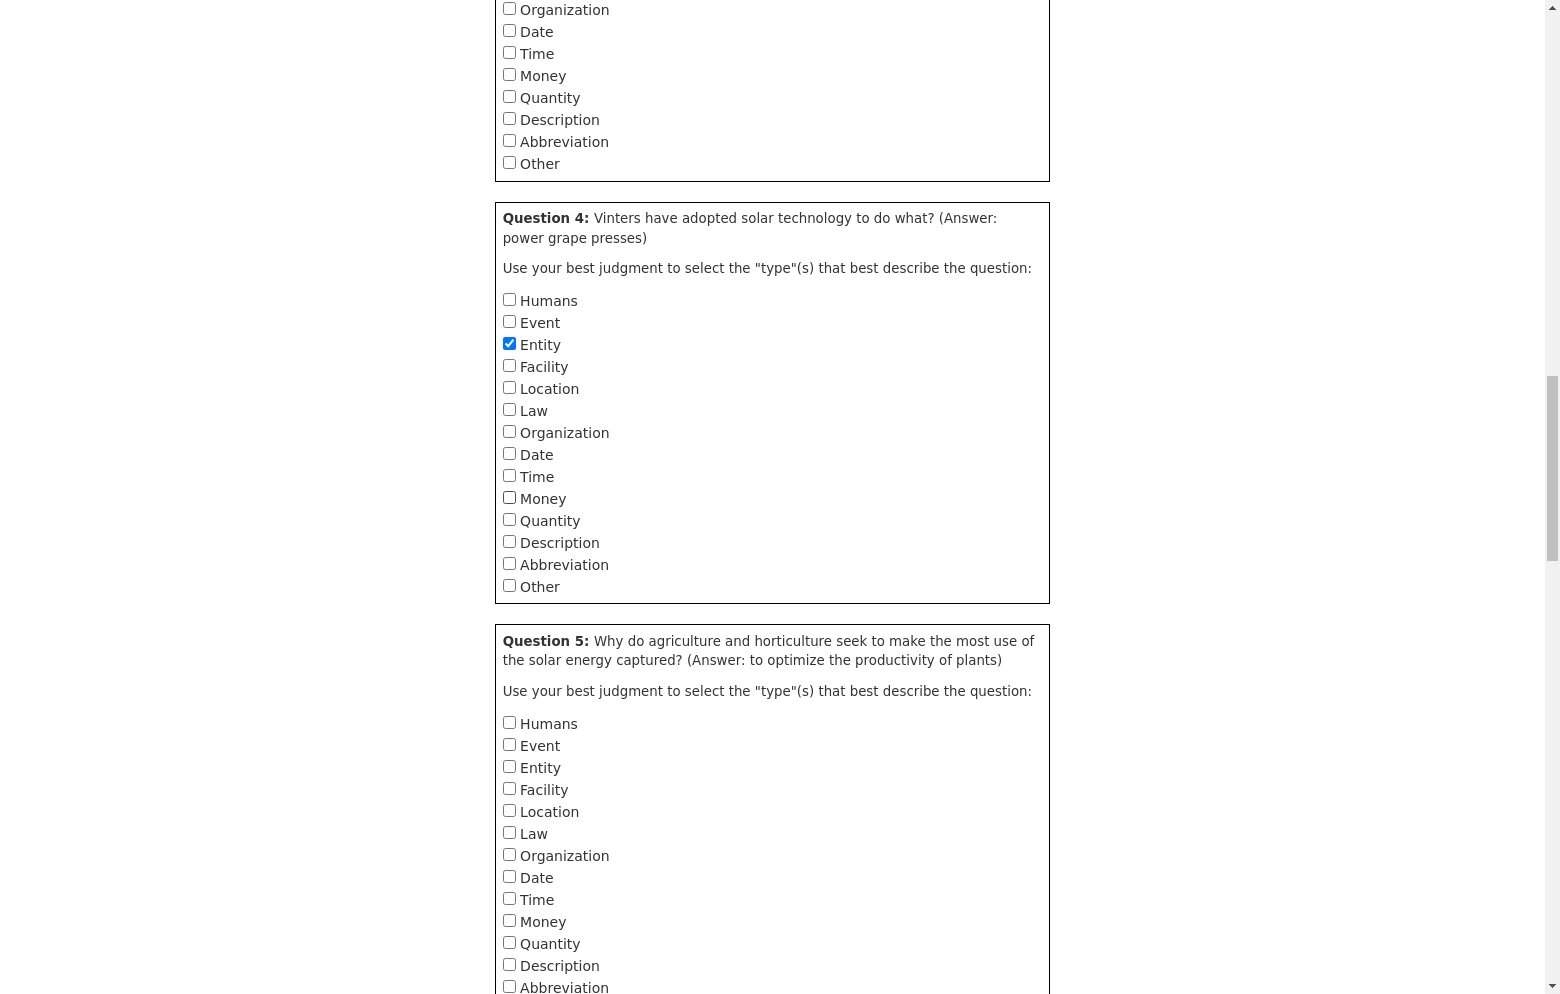 Organization
Date
Time
Money
Quantity
Description
Abbreviation
Other
Question 4: Vinters have adopted solar technology to do what? (Answer:
power grape presses)
Use your best judgment to select the "type"(s) that best describe the question:
Humans
Event
Entity
Facility
Location
Law
Organization
Date
Time
Money
Quantity
Description
Abbreviation
Other
Question 5: Why do agriculture and horticulture seek to make the most use of
the solar energy captured? (Answer: to optimize the productivity of plants)
Use your best judgment to select the "type"(s) that best describe the question:
Humans
Event
Entity
Facility
Location
Law
Organization
Date
Time
Money
Quantity
Description
Abbreviation